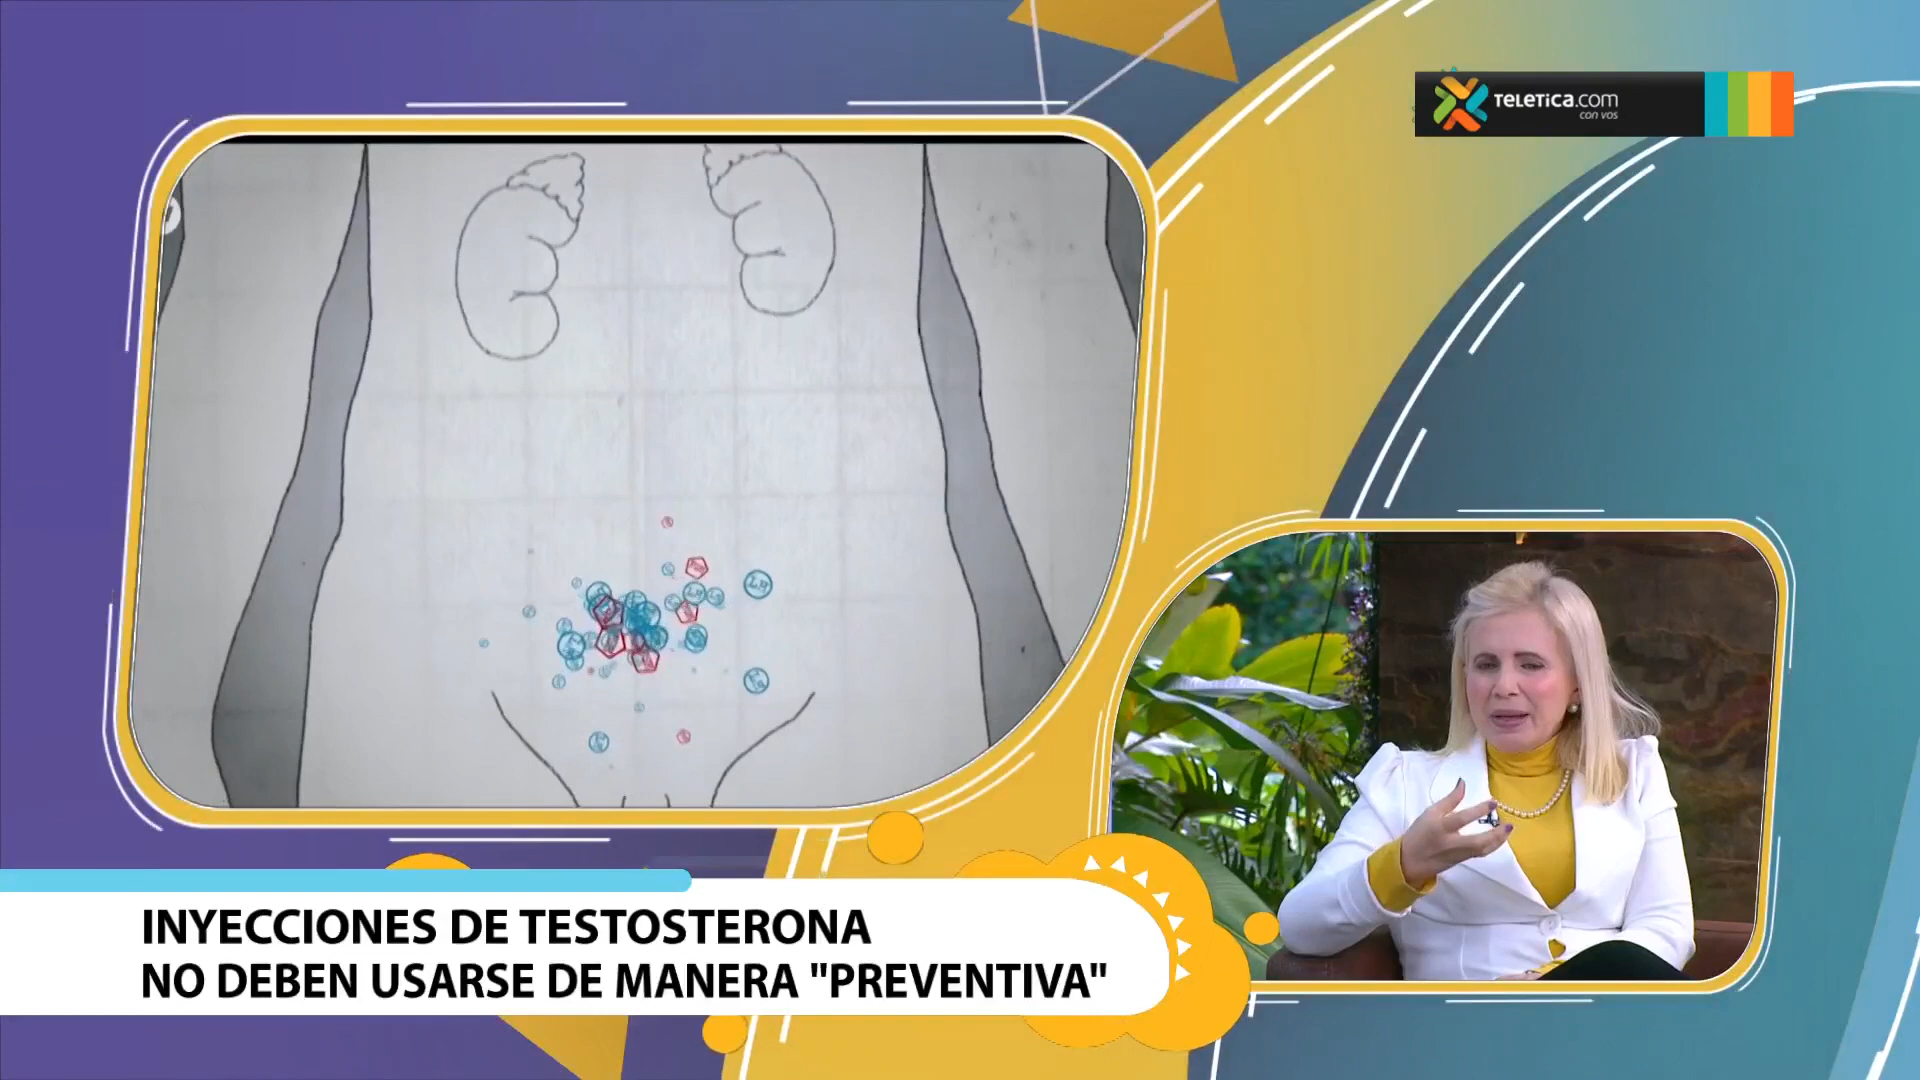 TELETICA.COM
con vos
INYECCIONES DE TESTOSTERONA
NO DEBEN USARSE DE MANERA "PREVENTIVA"